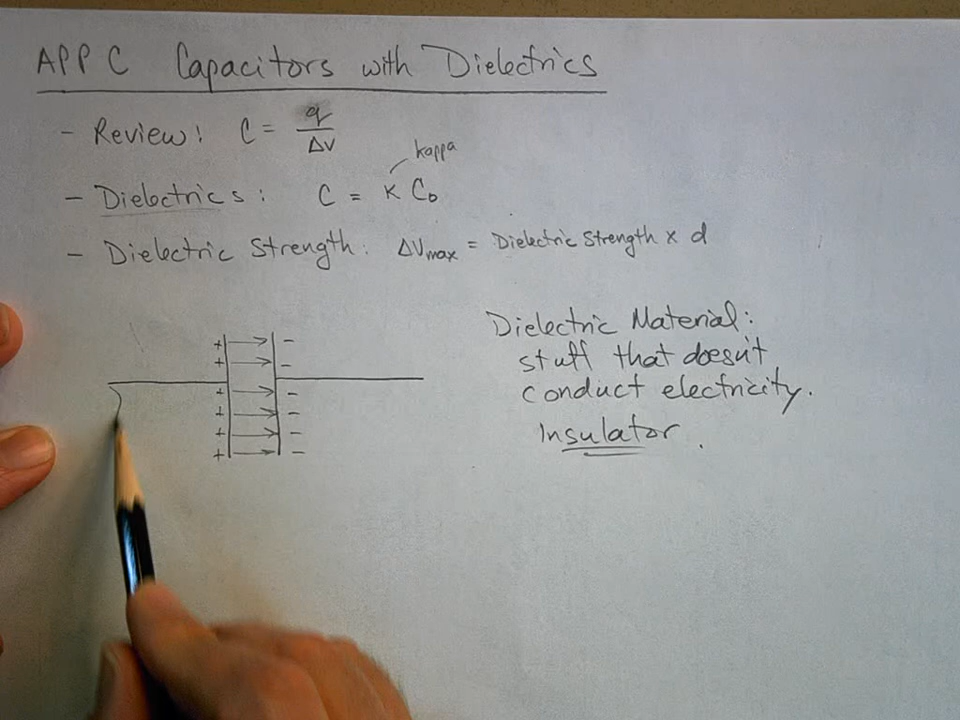 APP C Capacitors with Dielectrics
kappa
- Review: C = q/ΔV
- Dielectrics: C = κ C₀
- Dielectric Strength: ΔVmax = Dielectric Strength x d
Dielectric Material:
stuff that doesn't
conduct electricity.
Insulator.
+ -
+ -
+ -
+ -
+ -
+ -